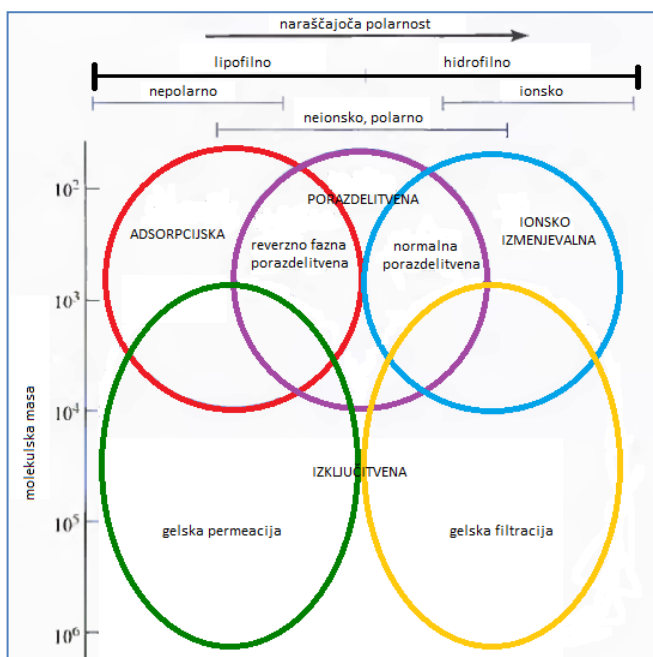 naraščajoča polarnost
lipofilno hidrofilno
nepolarno ionsko
neionsko, polarno
10²
PORAZDELITVENA
ADSORPCIJSKA
IONSKO
IZMENJEVALNA
reverzno fazna
porazdelitvena
normalna
porazdelitvena
10³
molekulska masa
10⁴
IZKLJUČITVENA
10⁵
gelska permeacija gelska filtracija
10⁶